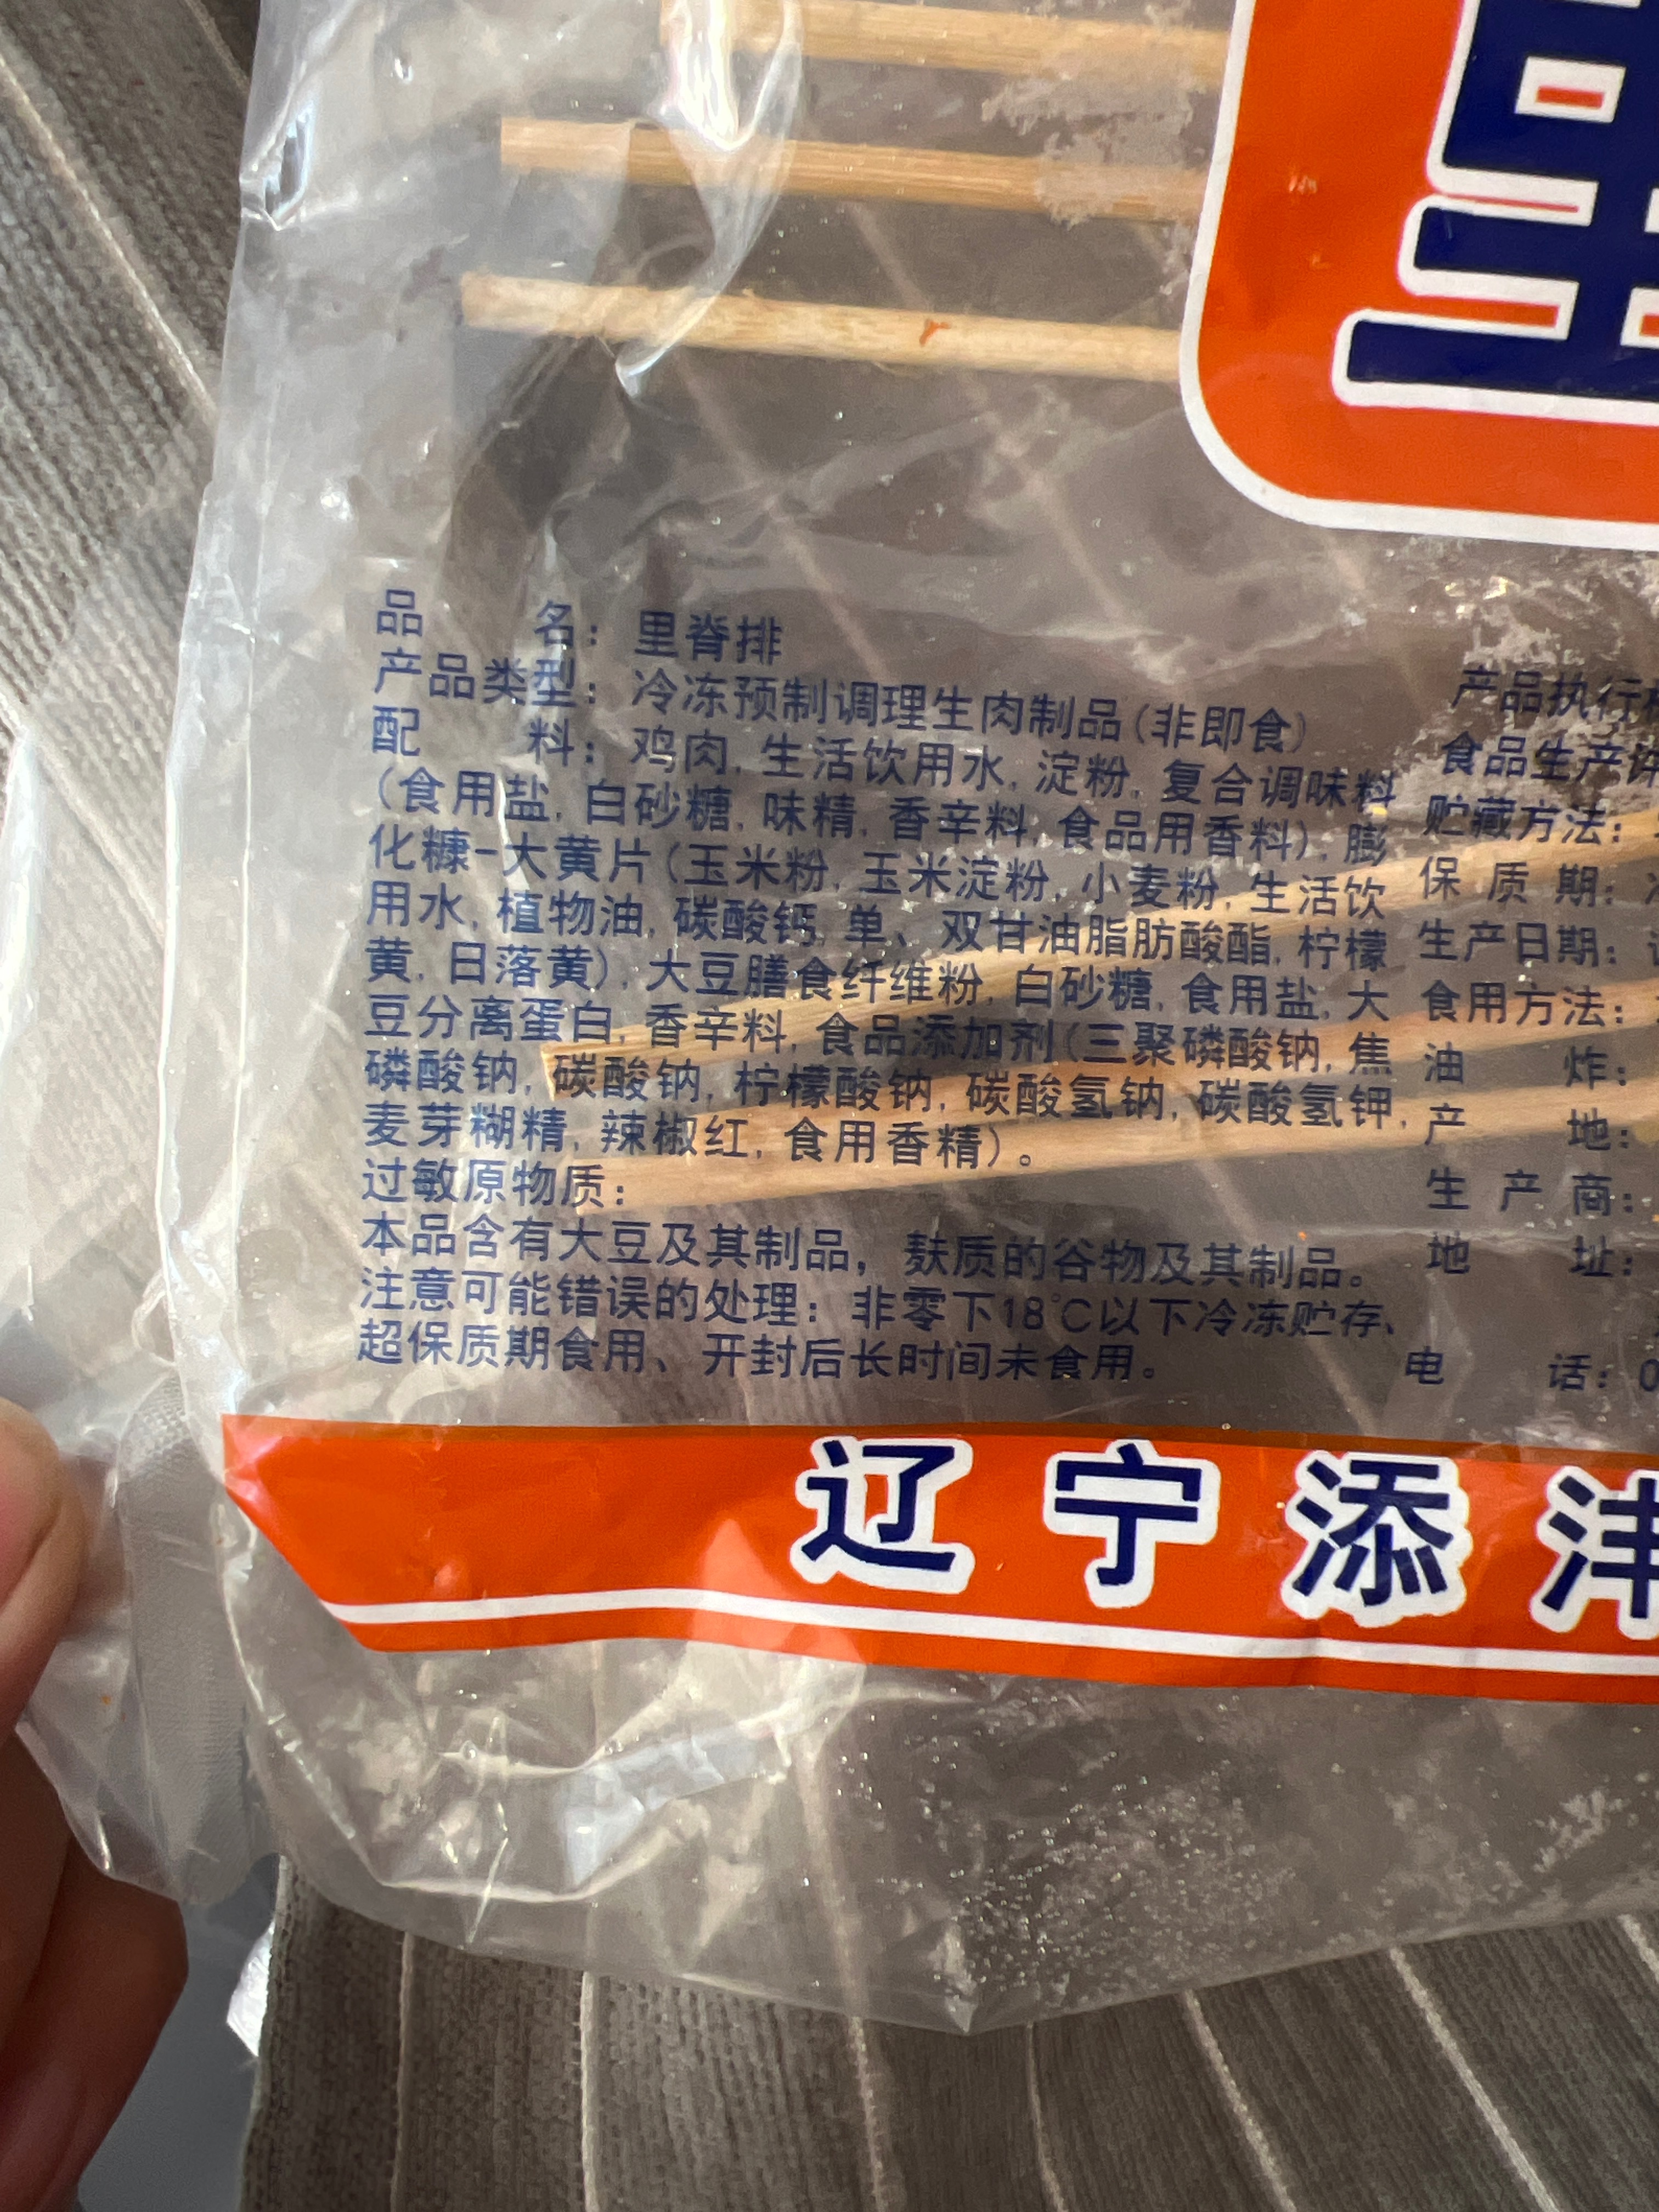 里
品 名：里脊排
产品类型：冷冻预制调理生肉制品(非即食)
配 料：鸡肉, 生活饮用水, 淀粉, 复合调味料
(食用盐, 白砂糖, 味精, 香辛料, 食品用香料), 膨
化糠-大黄片(玉米粉, 玉米淀粉, 小麦粉, 生活饮
用水, 植物油, 碳酸钙, 单、双甘油脂肪酸酯, 柠檬
黄, 日落黄), 大豆膳食纤维粉, 白砂糖, 食用盐, 大
豆分离蛋白, 香辛料, 食品添加剂(三聚磷酸钠, 焦
磷酸钠, 碳酸钠, 柠檬酸钠, 碳酸氢钠, 碳酸氢钾,
麦芽糊精, 辣椒红, 食用香精)。
过敏原物质：
本品含有大豆及其制品，麸质的谷物及其制品。
注意可能错误的处理：非零下18℃以下冷冻贮存、
超保质期食用、开封后长时间未食用。
产品执行
食品生产许
贮藏方法：
保 质 期：
生产日期：
食用方法：
油 炸：
产 地：
生 产 商：
地 址：
电 话：0
辽宁添沣